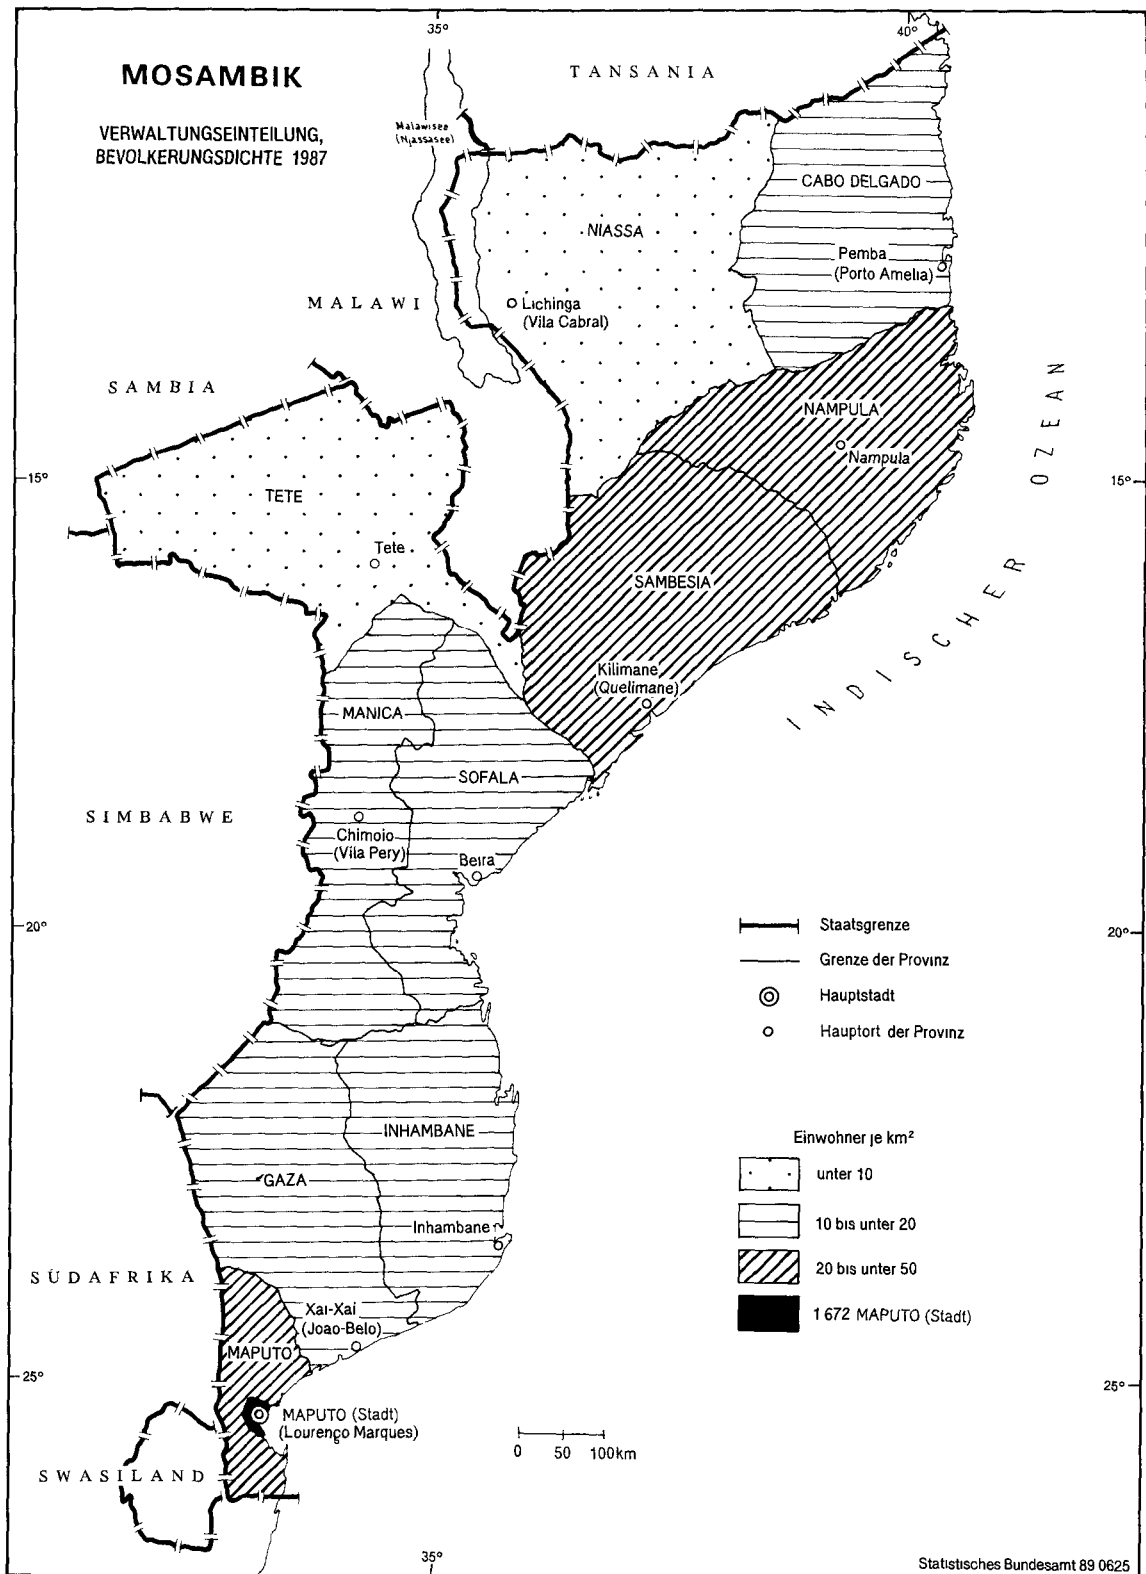 35°
40°
MOSAMBIK
TANSANIA
VERWALTUNGSEINTEILUNG,
BEVOLKERUNGSDICHTE 1987
Malawisee
(Njassasee)
CABO DELGADO
NIASSA
Pemba
(Porto Amelia)
MALAWI
Lichinga
(Vila Cabral)
SAMBIA
NAMPULA
Nampula
15°
15°
TETE
Tete
SAMBESIA
INDISCHER OZEAN
Kilimane
(Quelimane)
MANICA
SOFALA
SIMBABWE
Chimoio
(Vila Pery)
Beira
20°
20°
Staatsgrenze
Grenze der Provinz
Hauptstadt
Hauptort der Provinz
INHAMBANE
GAZA
Inhambane
Einwohner je km²
unter 10
10 bis unter 20
20 bis unter 50
1 672 MAPUTO (Stadt)
SÜDAFRIKA
Xai-Xai
(Joao-Belo)
MAPUTO
25°
25°
MAPUTO (Stadt)
(Lourenço Marques)
0 50 100km
SWASILAND
35°
Statistisches Bundesamt 89 0625